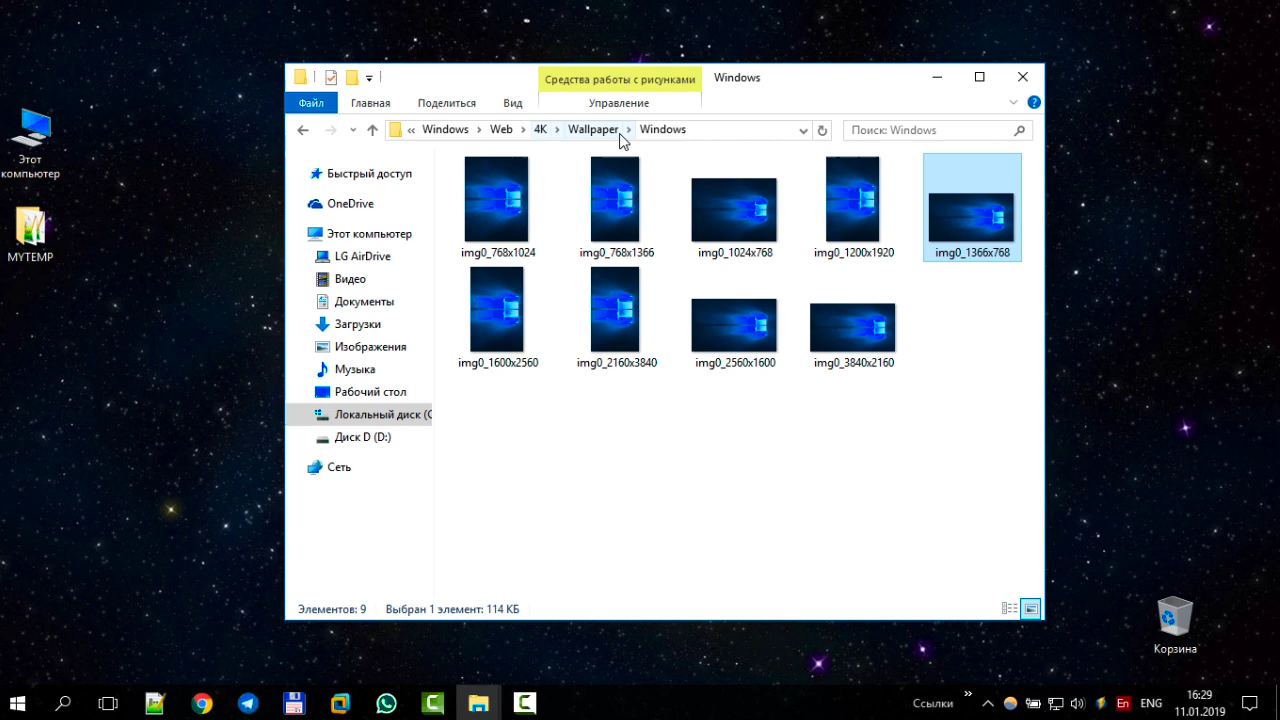 Средства работы с рисунками
Windows
Файл
Главная
Поделиться
Вид
Управление
Windows
Web
4K
Wallpaper
Windows
Поиск: Windows
Этот
компьютер
MYTEMP
Быстрый доступ
OneDrive
Этот компьютер
LG AirDrive
Видео
Документы
Загрузки
Изображения
Музыка
Рабочий стол
Локальный диск (C
Диск D (D:)
Сеть
img0_768x1024
img0_768x1366
img0_1024x768
img0_1200x1920
img0_1366x768
img0_1600x2560
img0_2160x3840
img0_2560x1600
img0_3840x2160
Элементов: 9
Выбран 1 элемент: 114 КБ
Корзина
Ссылки
En
ENG
16:29
11.01.2019